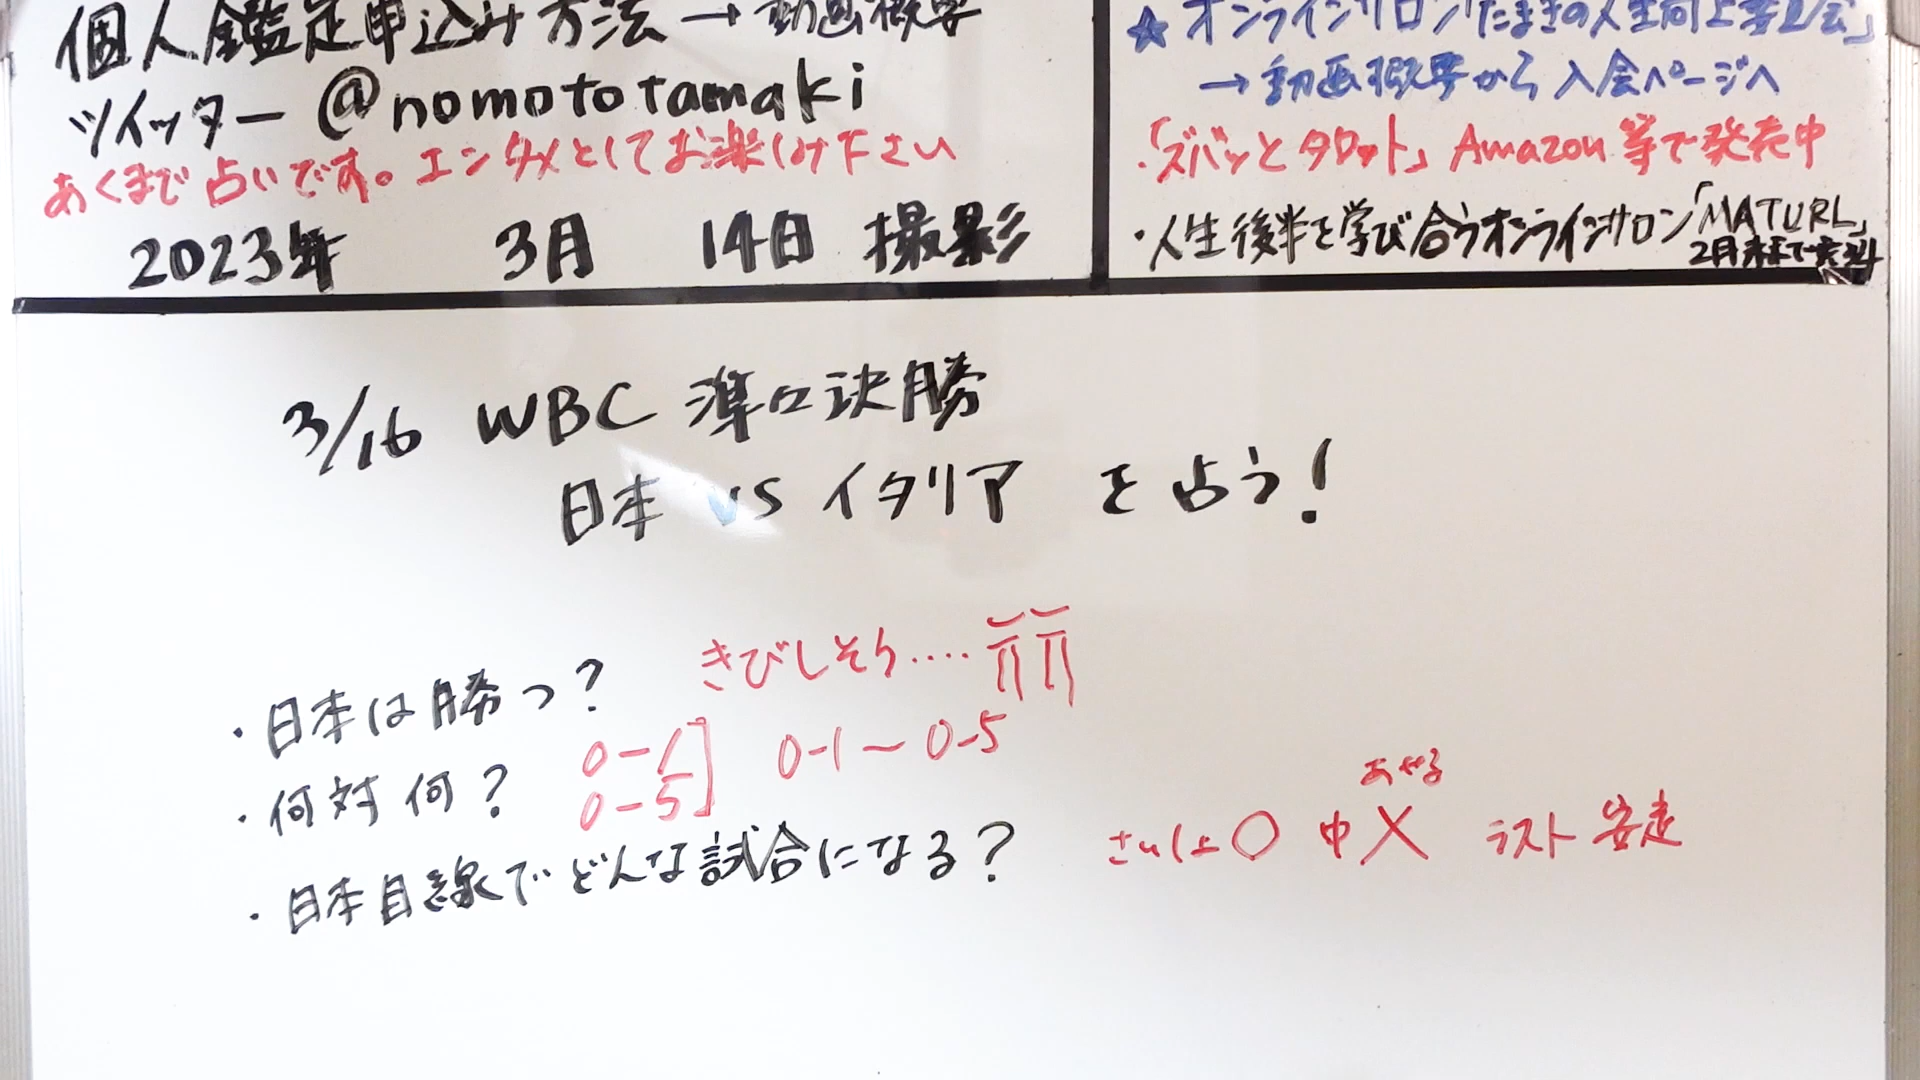 個人鑑定申込み方法→動画概要
ツイッター @nomototamaki
あくまで占いです。エンタメとしてお楽しみ下さい
2023年 3月 14日 撮影
★オンラインサロン「たまきの人生向上委員会」
→動画概要から入会ページへ
・「ズバッとタロット」Amazon等で発売中
・人生後半を学び合うオンラインサロン「MATURL」
2月末まで
3/16 WBC 準々決勝
日本 vs イタリア を占う!
・日本は勝つ? きびしそう....
・何対何? 0-1 0-1〜0-5
0-5
あやる
・日本目線でどんな試合になる? さいしょ○ 中× ラスト安走